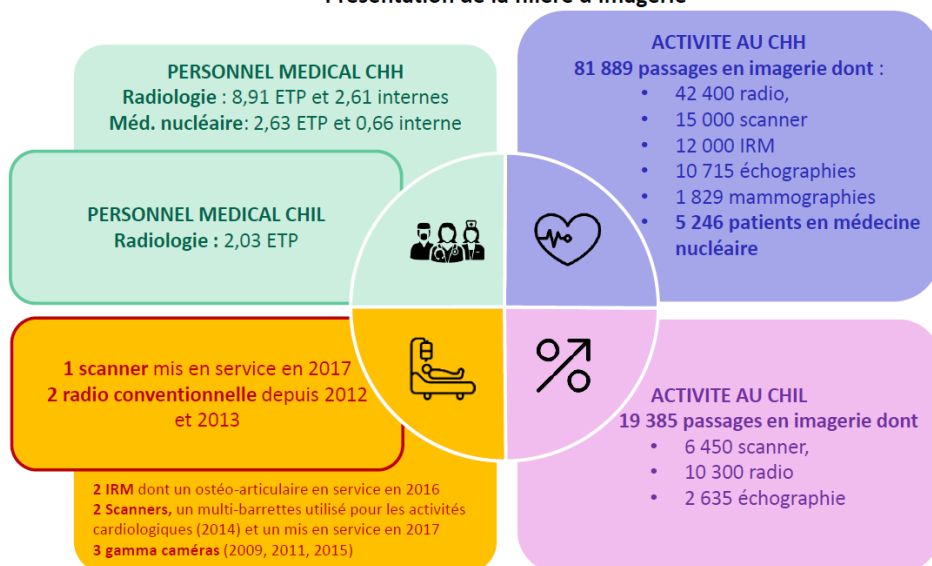 Présentation de la filière d'imagerie
PERSONNEL MEDICAL CHH
Radiologie : 8,91 ETP et 2,61 internes
Méd. nucléaire: 2,63 ETP et 0,66 interne
PERSONNEL MEDICAL CHIL
Radiologie : 2,03 ETP
ACTIVITE AU CHH
81 889 passages en imagerie dont :
• 42 400 radio,
• 15 000 scanner
• 12 000 IRM
• 10 715 échographies
• 1 829 mammographies
• 5 246 patients en médecine
nucléaire
1 scanner mis en service en 2017
2 radio conventionnelle depuis 2012
et 2013
2 IRM dont un ostéo-articulaire en service en 2016
2 Scanners, un multi-barrettes utilisé pour les activités
cardiologiques (2014) et un mis en service en 2017
3 gamma caméras (2009, 2011, 2015)
ACTIVITE AU CHIL
19 385 passages en imagerie dont
• 6 450 scanner,
• 10 300 radio
• 2 635 échographie